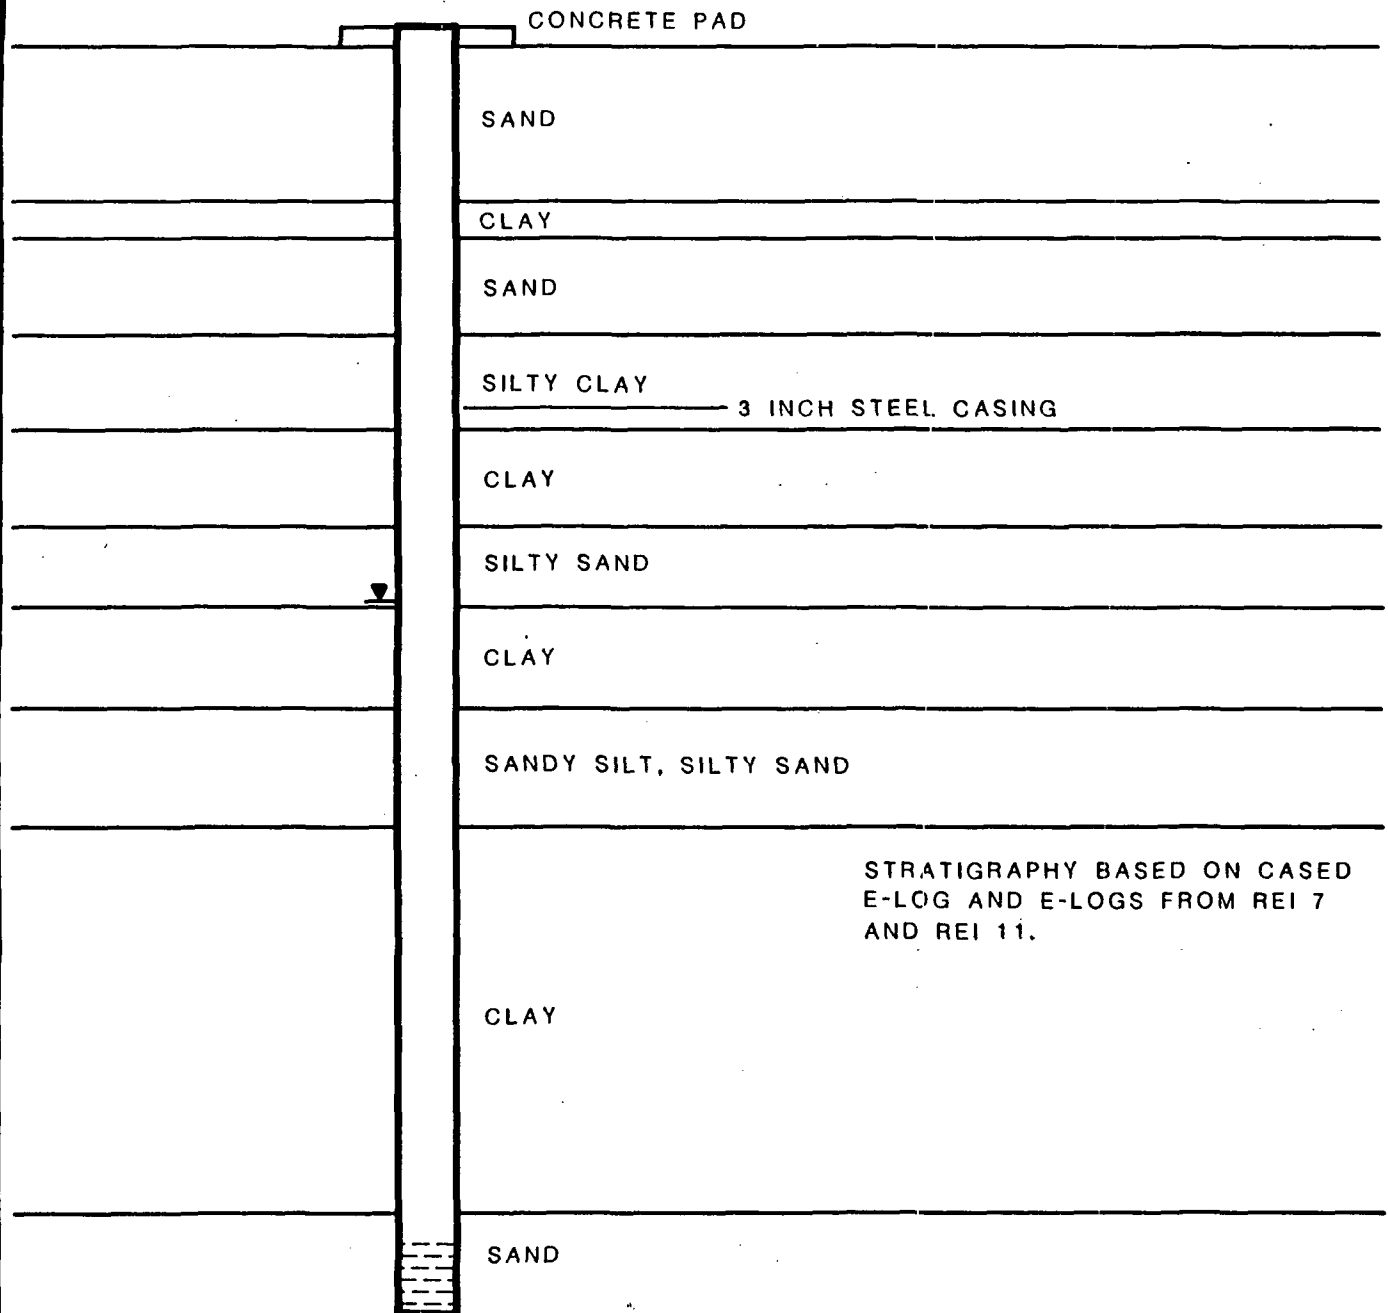 CONCRETE PAD
SAND
CLAY
SAND
SILTY CLAY
3 INCH STEEL CASING
CLAY
SILTY SAND
CLAY
SANDY SILT, SILTY SAND
STRATIGRAPHY BASED ON CASED
E-LOG AND E-LOGS FROM REI 7
AND REI 11.
CLAY
SAND